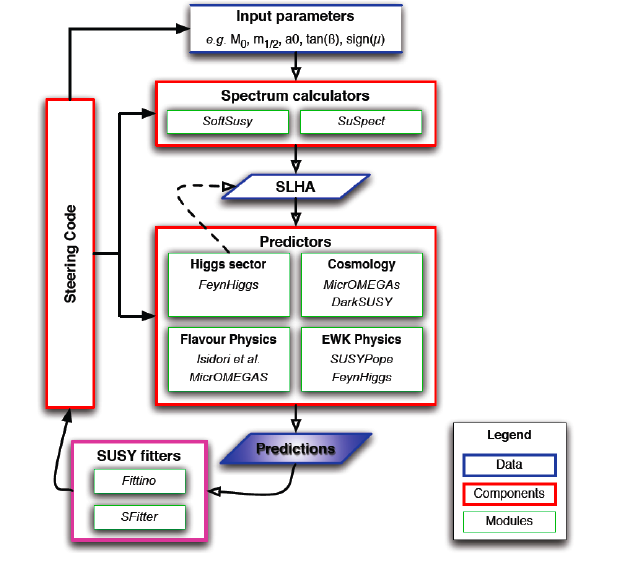 Input parameters
e.g. M0, m1/2, a0, tan(ß), sign(µ)
Spectrum calculators
SoftSusy
SuSpect
SLHA
Steering Code
Predictors
Higgs sector
FeynHiggs
Cosmology
MicrOMEGAs
DarkSUSY
Flavour Physics
Isidori et al.
MicrOMEGAS
EWK Physics
SUSYPope
FeynHiggs
Predictions
SUSY fitters
Fittino
SFitter
Legend
Data
Components
Modules